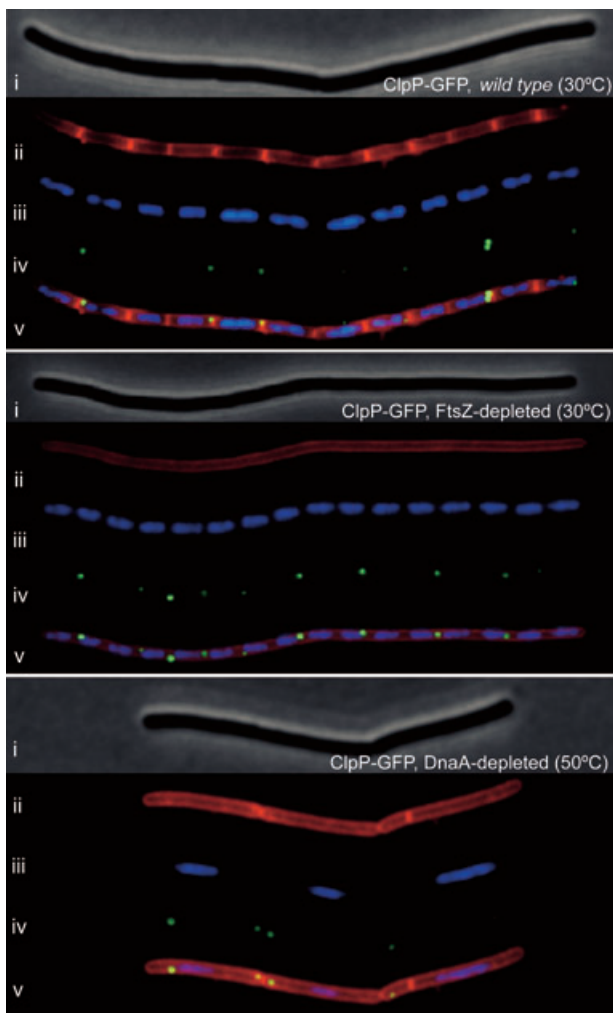 i
ClpP-GFP, wild type (30ºC)
ii
iii
iv
v
i
ClpP-GFP, FtsZ-depleted (30ºC)
ii
iii
iv
v
i
ClpP-GFP, DnaA-depleted (50ºC)
ii
iii
iv
v